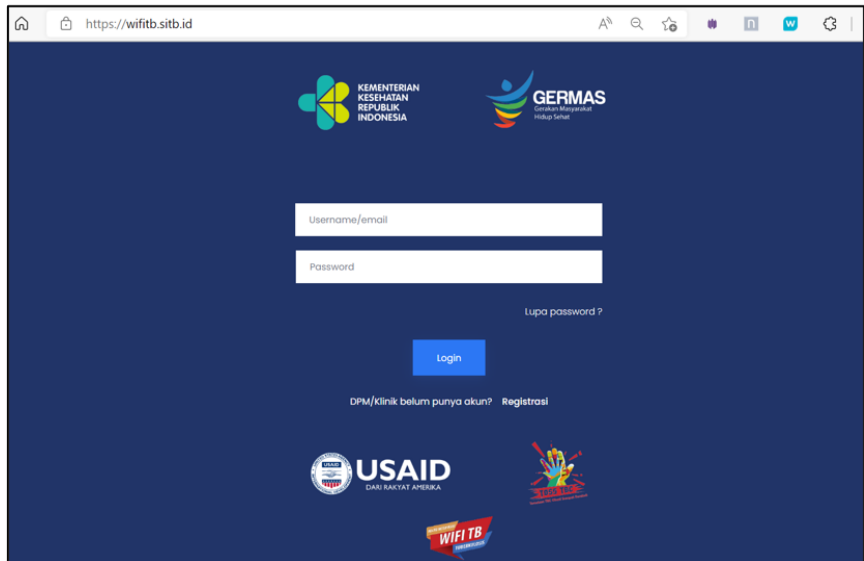 https://wifitb.sitb.id
KEMENTERIAN
KESEHATAN
REPUBLIK
INDONESIA
GERMAS
Gerakan Masyarakat
Hidup Sehat
Username/email
Password
Lupa password ?
Login
DPM/Klinik belum punya akun? Registrasi
USAID
USAID
DARI RAKYAT AMERIKA
WIFI TB